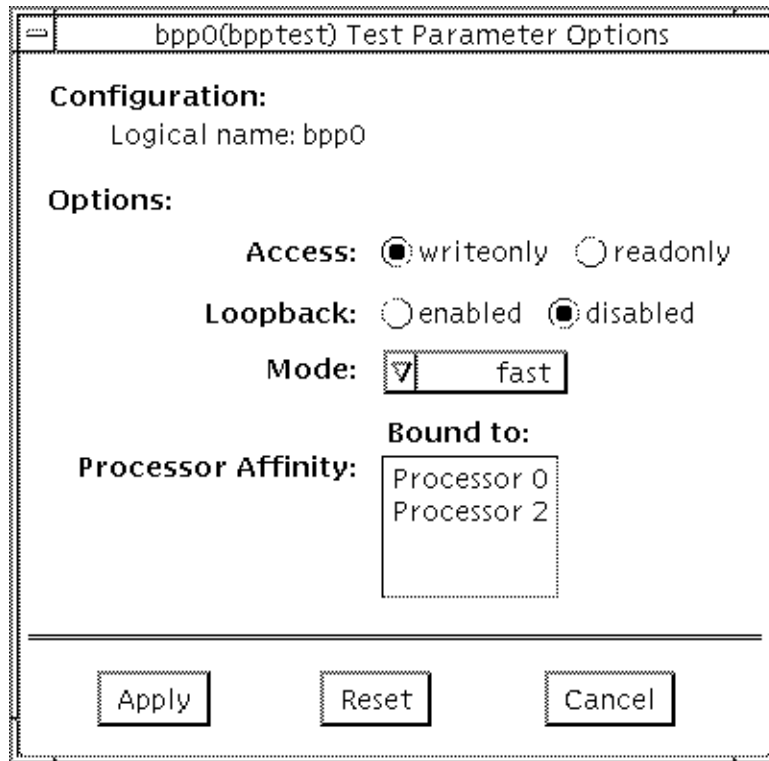 bpp0(bpptest) Test Parameter Options
Configuration:
Logical name: bpp0
Options:
Access: writeonly readonly
Loopback: enabled disabled
Mode: fast
Bound to:
Processor Affinity:
Processor 0
Processor 2
Apply Reset Cancel